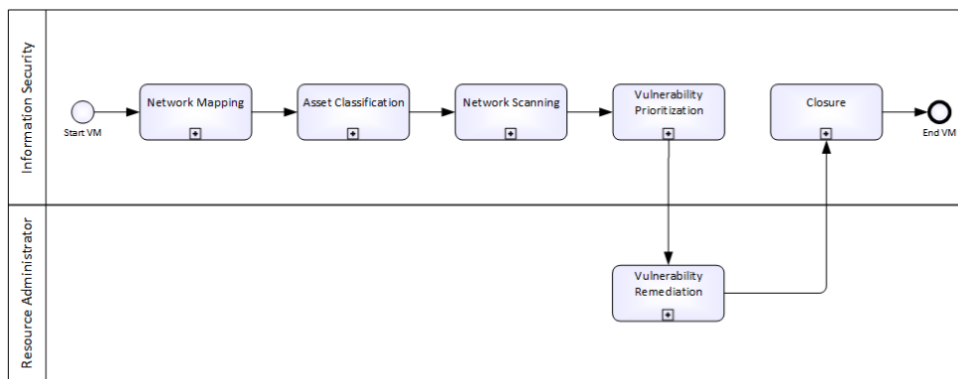 Information Security
Start VM
Network Mapping
Asset Classification
Network Scanning
Vulnerability
Prioritization
Closure
End VM
Resource Administrator
Vulnerability
Remediation